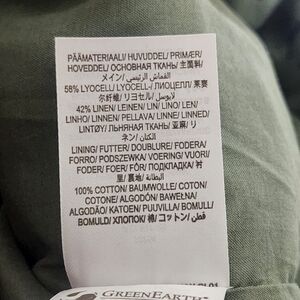 PÄÄMATERIAALI/ HUVUDDEL/ PRIMÆR/
HOVEDDEL/ ОСНОВНАЯ ТКАНЬ/ 主面料/
メイン/ القماش الرئيسي/
58% LYOCELL/ LYOCELL-/ ЛИОЦЕЛЛ/ 莱赛
尔纤维/ リヨセル/ لايوسل/
42% LINEN/ LEINEN/ LIN/ LINO/ LEN/
LINHO/ LINNEN/ PELLAVA/ LINNE/ LINNED/
LINTØY/ ЛЬНЯНАЯ ТКАНЬ/ 亚麻/ リ
ネン/ الكتان/
LINING/ FUTTER/ DOUBLURE/ FODERA/
FORRO/ PODSZEWKA/ VOERING/ VUORI/
FODER/ FOER/ FÔR/ ПОДКЛАДКА/ 衬
里/ 裏地/ البطانة/
100% COTTON/ BAUMWOLLE/ COTON/
COTONE/ ALGODÓN/ BAWEŁNA/
ALGODÃO/ KATOEN/ PUUVILLA/ BOMULL/
BOMULD/ ХЛОПОК/ 棉/ コットン/ قطن/
GREENEARTH®